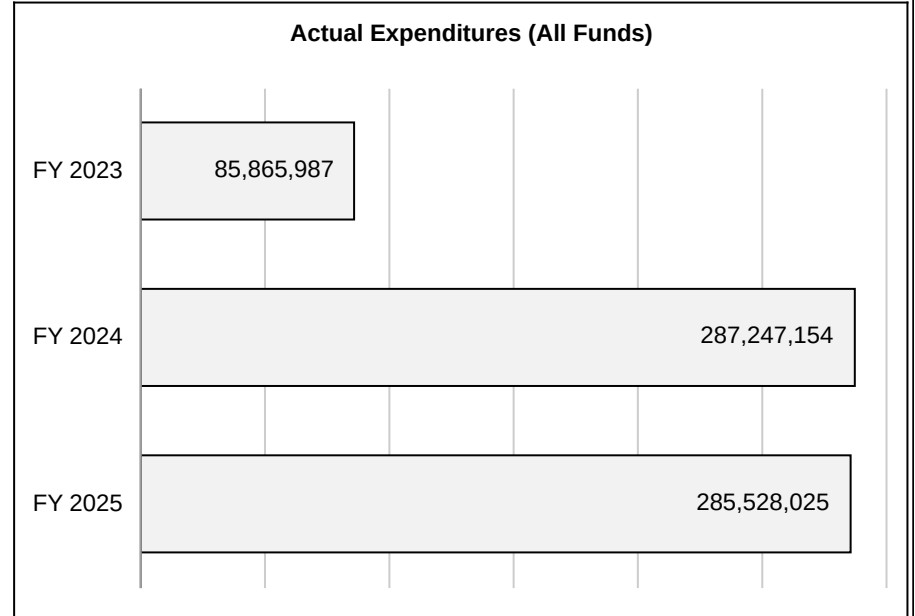 Actual Expenditures (All Funds)
FY 2023
85,865,987
FY 2024
287,247,154
FY 2025
285,528,025